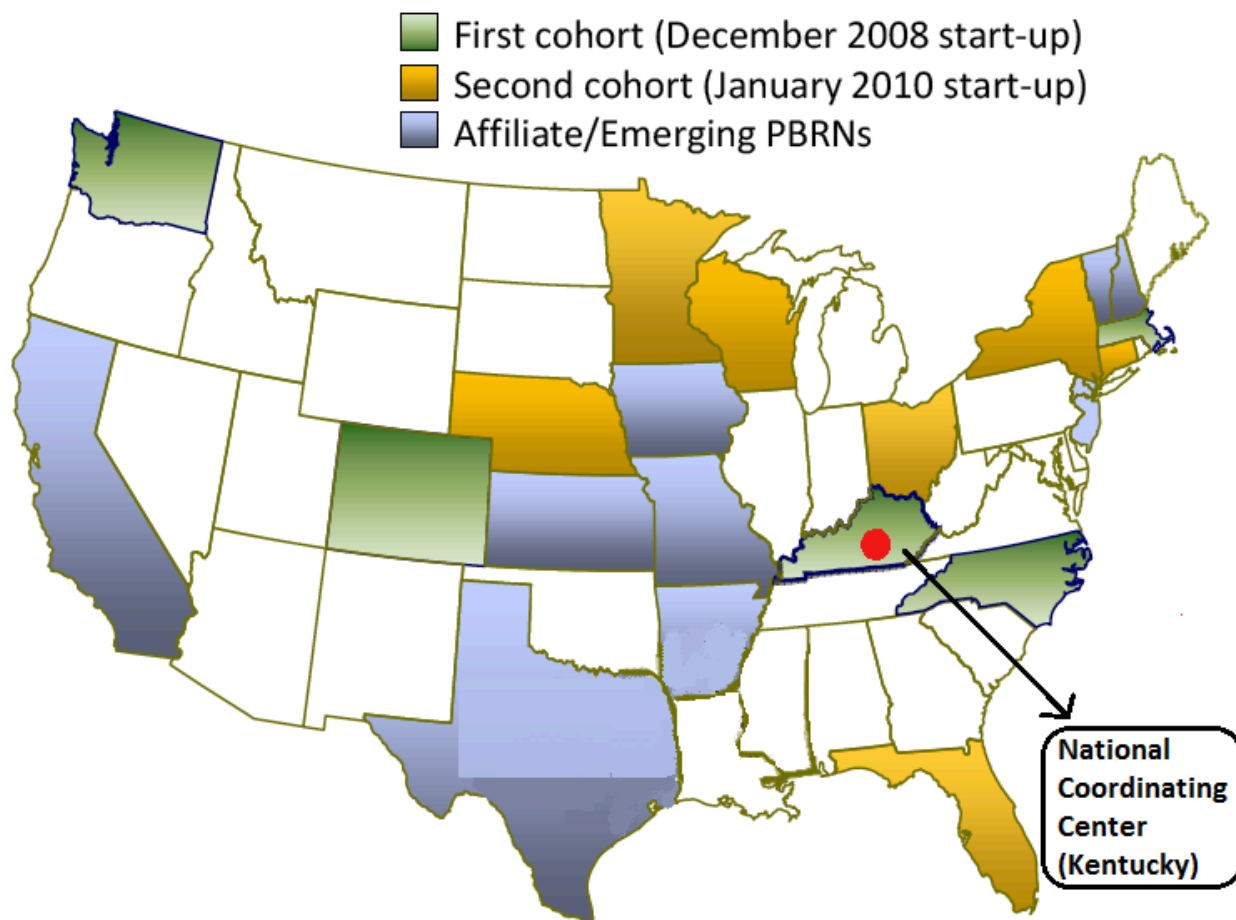 First cohort (December 2008 start-up)
Second cohort (January 2010 start-up)
Affiliate/Emerging PBRNs
National
Coordinating
Center
(Kentucky)